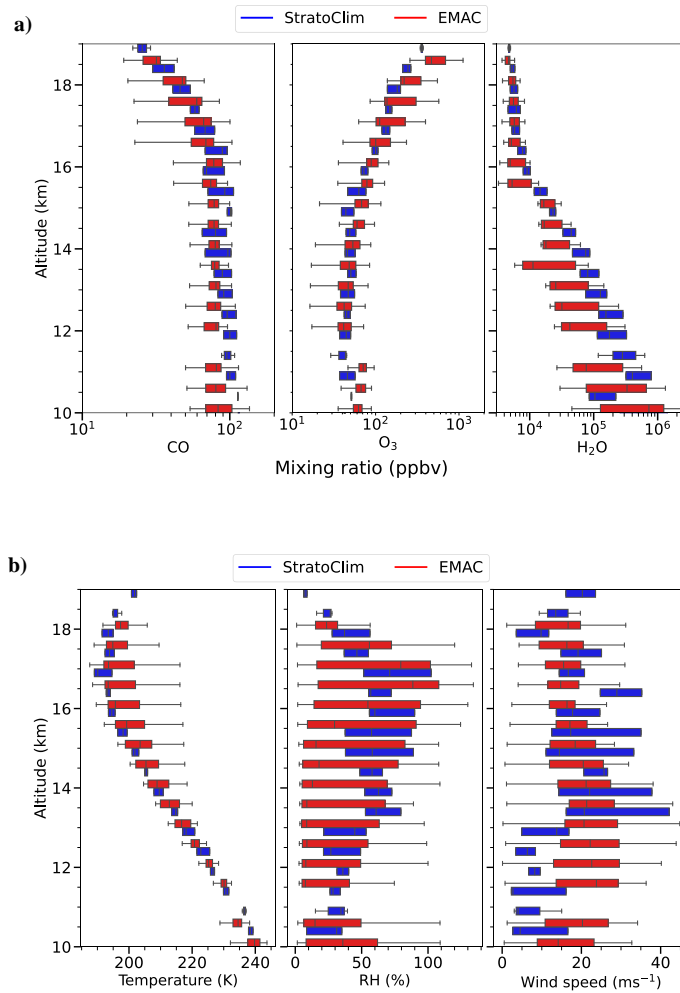 a)
StratoClim EMAC
Altitude (km)
18
16
14
12
10
10¹ 10² 10¹ 10² 10³ 10⁴ 10⁵ 10⁶
CO O₃ H₂O
Mixing ratio (ppbv)
b)
StratoClim EMAC
Altitude (km)
18
16
14
12
10
200 220 240 0 50 100 0 20 40
Temperature (K) RH (%) Wind speed (ms⁻¹)